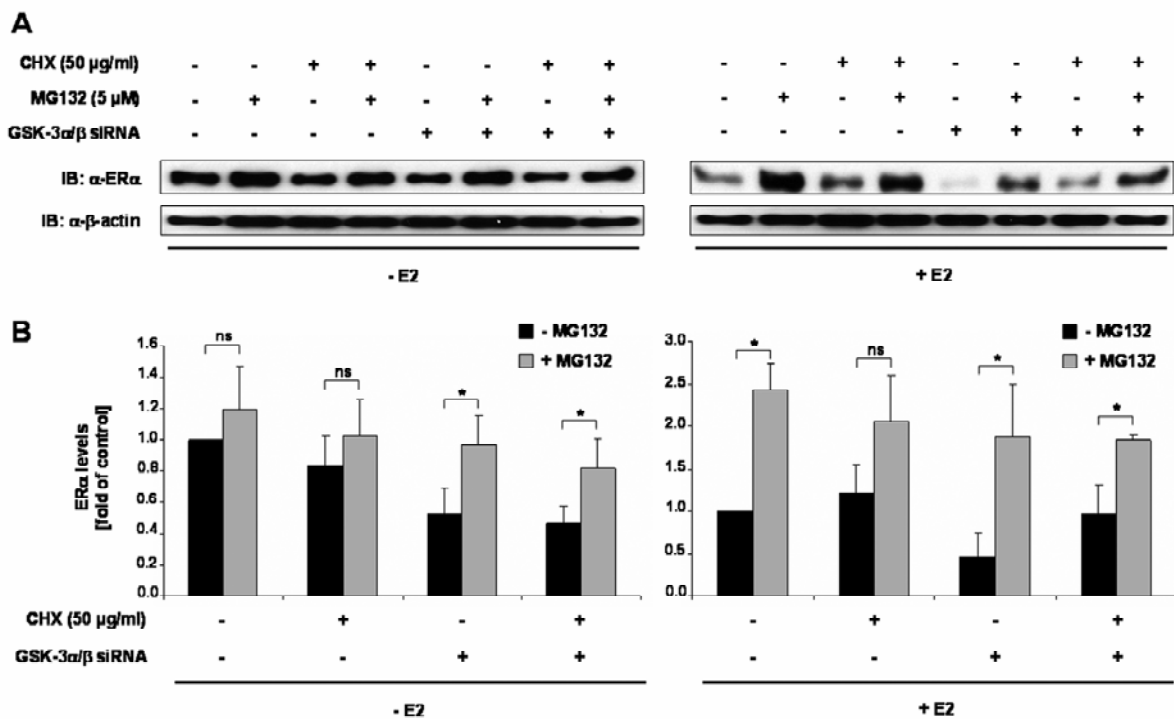 A
CHX (50 µg/ml) - - + + - - + + - - + + - - + +
MG132 (5 µM) - + - + - + - + - + - + - + - +
GSK-3α/β siRNA - - - - + + + + - - - - + + + +
IB: α-ERα
IB: α-β-actin
- E2 + E2
B
ERα levels
[fold of control]
1.6
1.4
1.2
1.0
0.8
0.6
0.4
0.2
0.0
ns ns * *
- MG132
+ MG132
3.0
2.5
2.0
1.5
1.0
0.5
0.0
* ns * *
- MG132
+ MG132
CHX (50 µg/ml) - + - + - + - +
GSK-3α/β siRNA - - + + - - + +
- E2 + E2